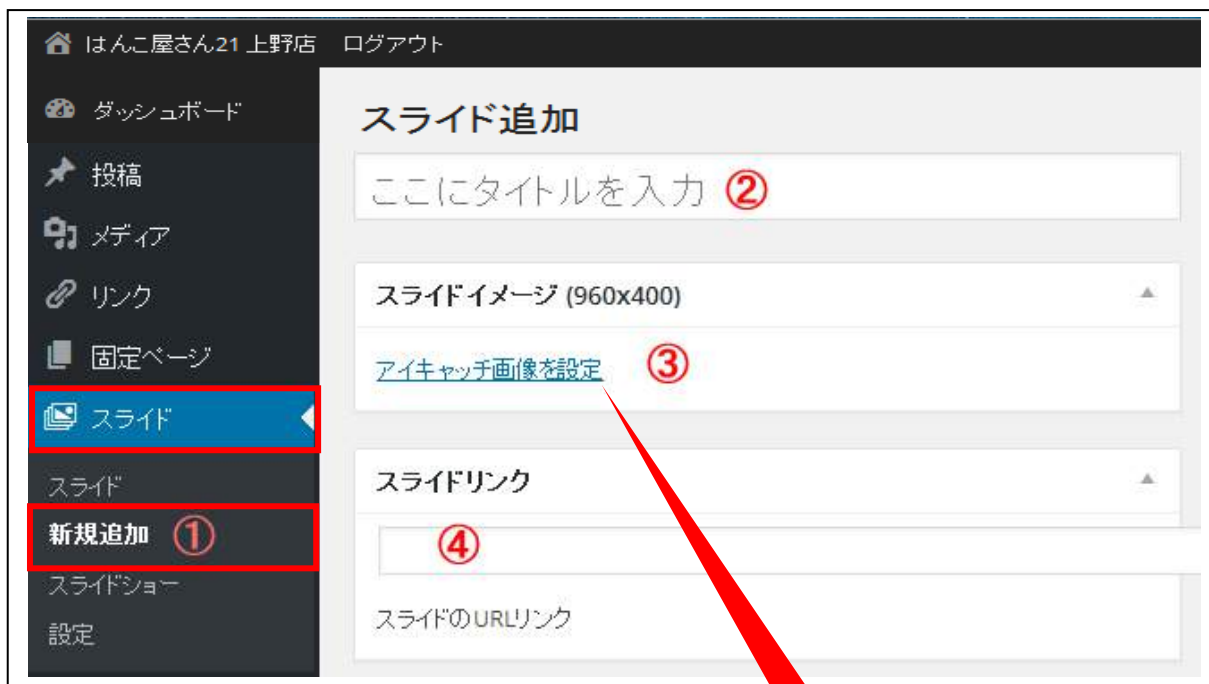 はんこ屋さん21 上野店 ログアウト
ダッシュボード
投稿
メディア
リンク
固定ページ
スライド
スライド
新規追加 ①
スライドショー
設定
スライド追加
ここにタイトルを入力 ②
スライドイメージ (960x400)
アイキャッチ画像を設定 ③
スライドリンク
④
スライドのURLリンク